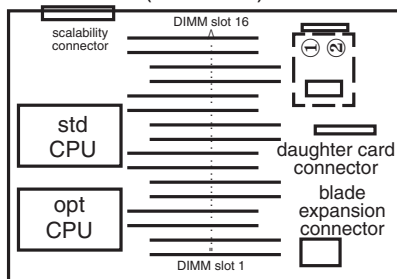 DIMM slot 16
scalability
connector
1 2
std
CPU
daughter card
connector
opt
CPU
blade
expansion
connector
DIMM slot 1